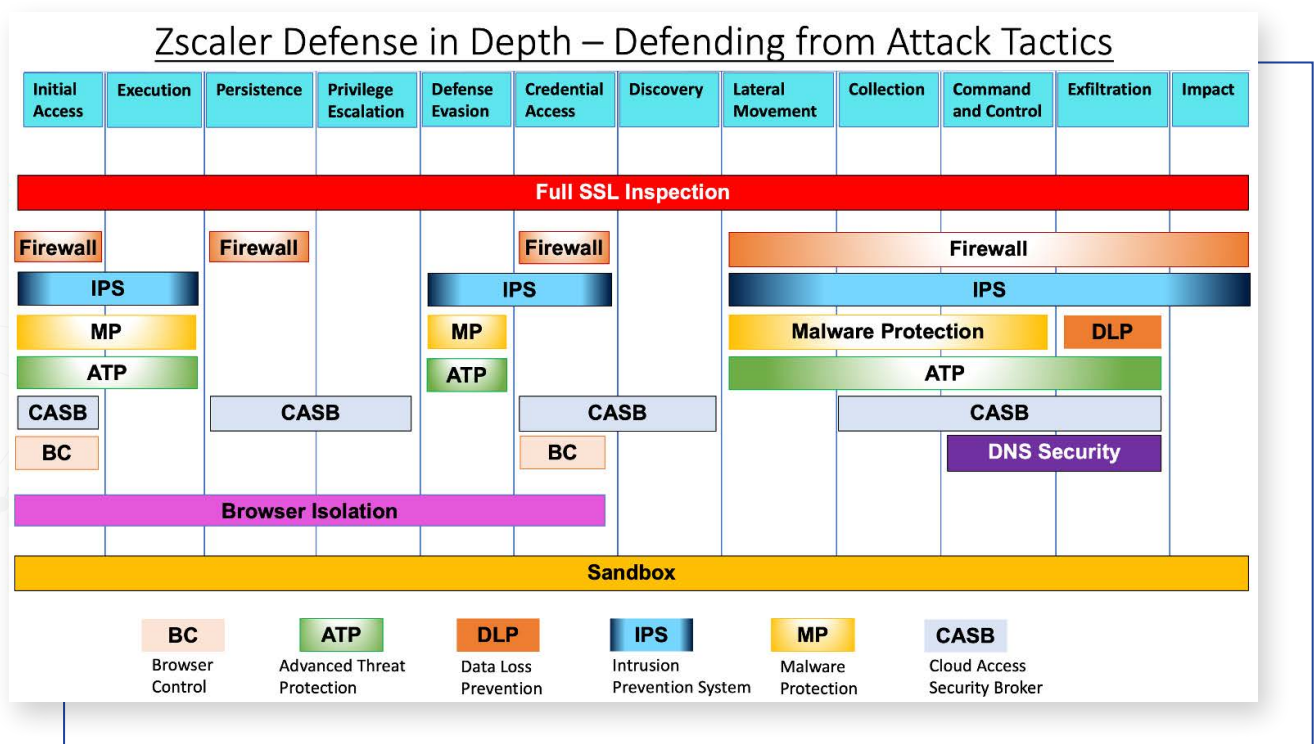 Zscaler Defense in Depth – Defending from Attack Tactics
Initial Access
Execution
Persistence
Privilege Escalation
Defense Evasion
Credential Access
Discovery
Lateral Movement
Collection
Command and Control
Exfiltration
Impact
Full SSL Inspection
Firewall
Firewall
Firewall
Firewall
IPS
IPS
IPS
MP
MP
Malware Protection
DLP
ATP
ATP
ATP
CASB
CASB
CASB
CASB
BC
BC
DNS Security
Browser Isolation
Sandbox
BC
Browser
Control
ATP
Advanced Threat
Protection
DLP
Data Loss
Prevention
IPS
Intrusion
Prevention System
MP
Malware
Protection
CASB
Cloud Access
Security Broker